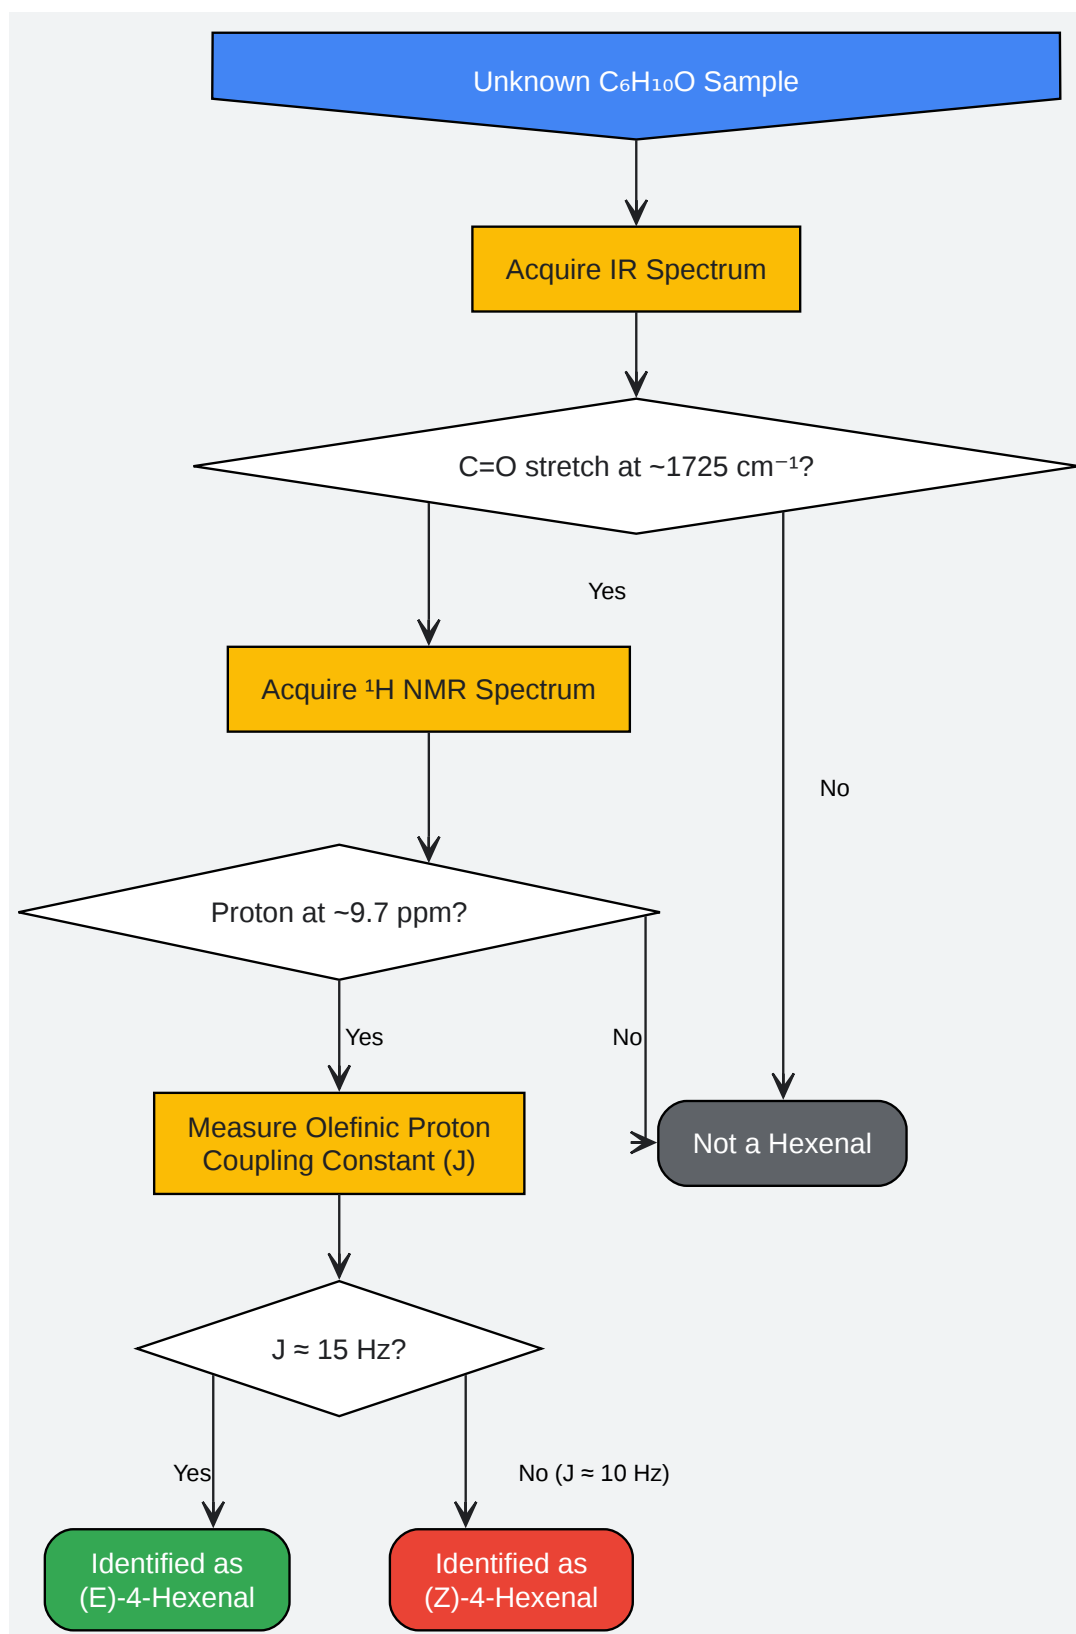 Unknown C₆H₁₀O Sample
Acquire IR Spectrum
C=O stretch at ~1725 cm⁻¹?
Yes
Acquire ¹H NMR Spectrum
No
Proton at ~9.7 ppm?
Yes
No
Measure Olefinic Proton
Coupling Constant (J)
Not a Hexenal
J ≈ 15 Hz?
Yes
No (J ≈ 10 Hz)
Identified as
(E)-4-Hexenal
Identified as
(Z)-4-Hexenal